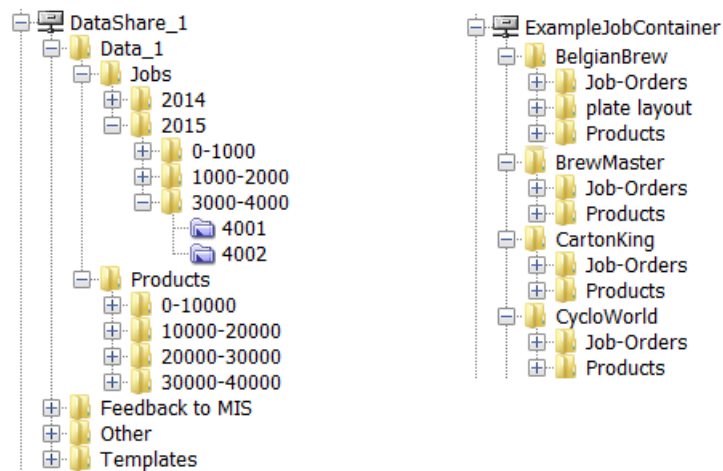 DataShare_1
Data_1
Jobs
2014
2015
0-1000
1000-2000
3000-4000
4001
4002
Products
0-10000
10000-20000
20000-30000
30000-40000
Feedback to MIS
Other
Templates
ExampleJobContainer
BelgianBrew
Job-Orders
plate layout
Products
BrewMaster
Job-Orders
Products
CartonKing
Job-Orders
Products
CycloWorld
Job-Orders
Products